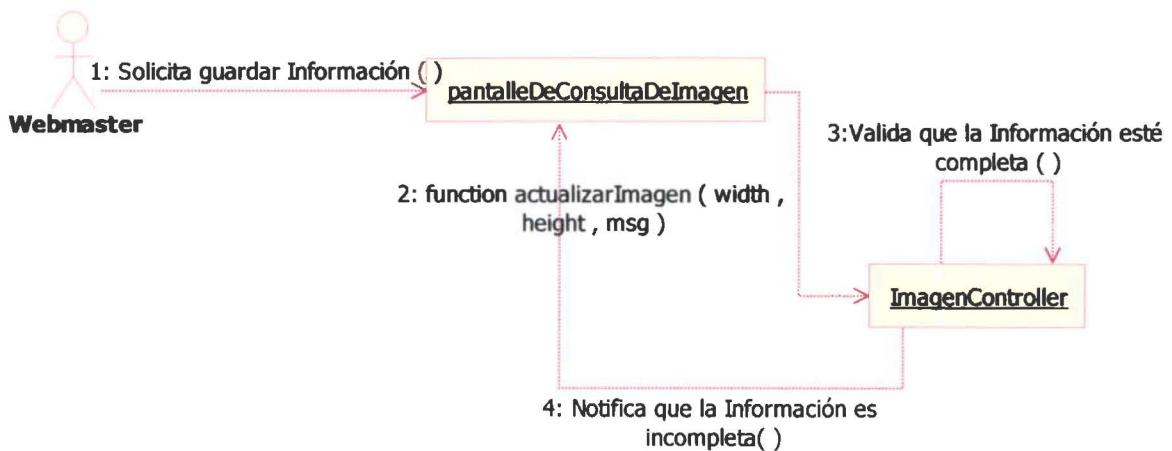 1: Solicita guardar Información ( )
Webmaster
pantalleDeConsultaDeImagen
3:Valida que la Información esté
completa ( )
2: function actualizarImagen ( width ,
height , msg )
ImagenController
4: Notifica que la Información es
incompleta( )